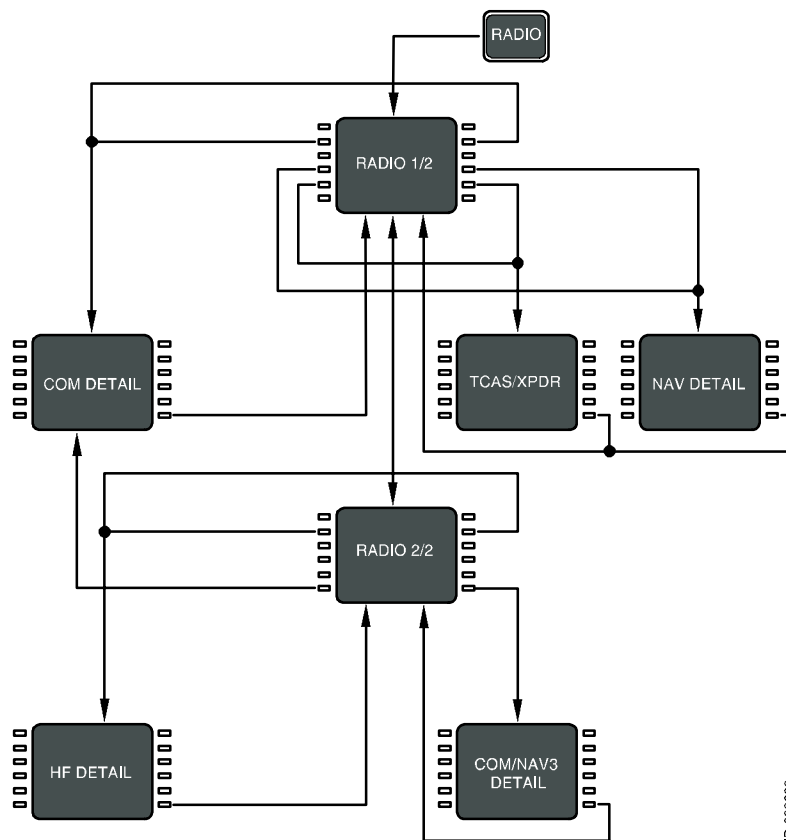 RADIO
RADIO 1/2
COM DETAIL
TCAS/XPDR
NAV DETAIL
RADIO 2/2
HF DETAIL
COM/NAV3
DETAIL